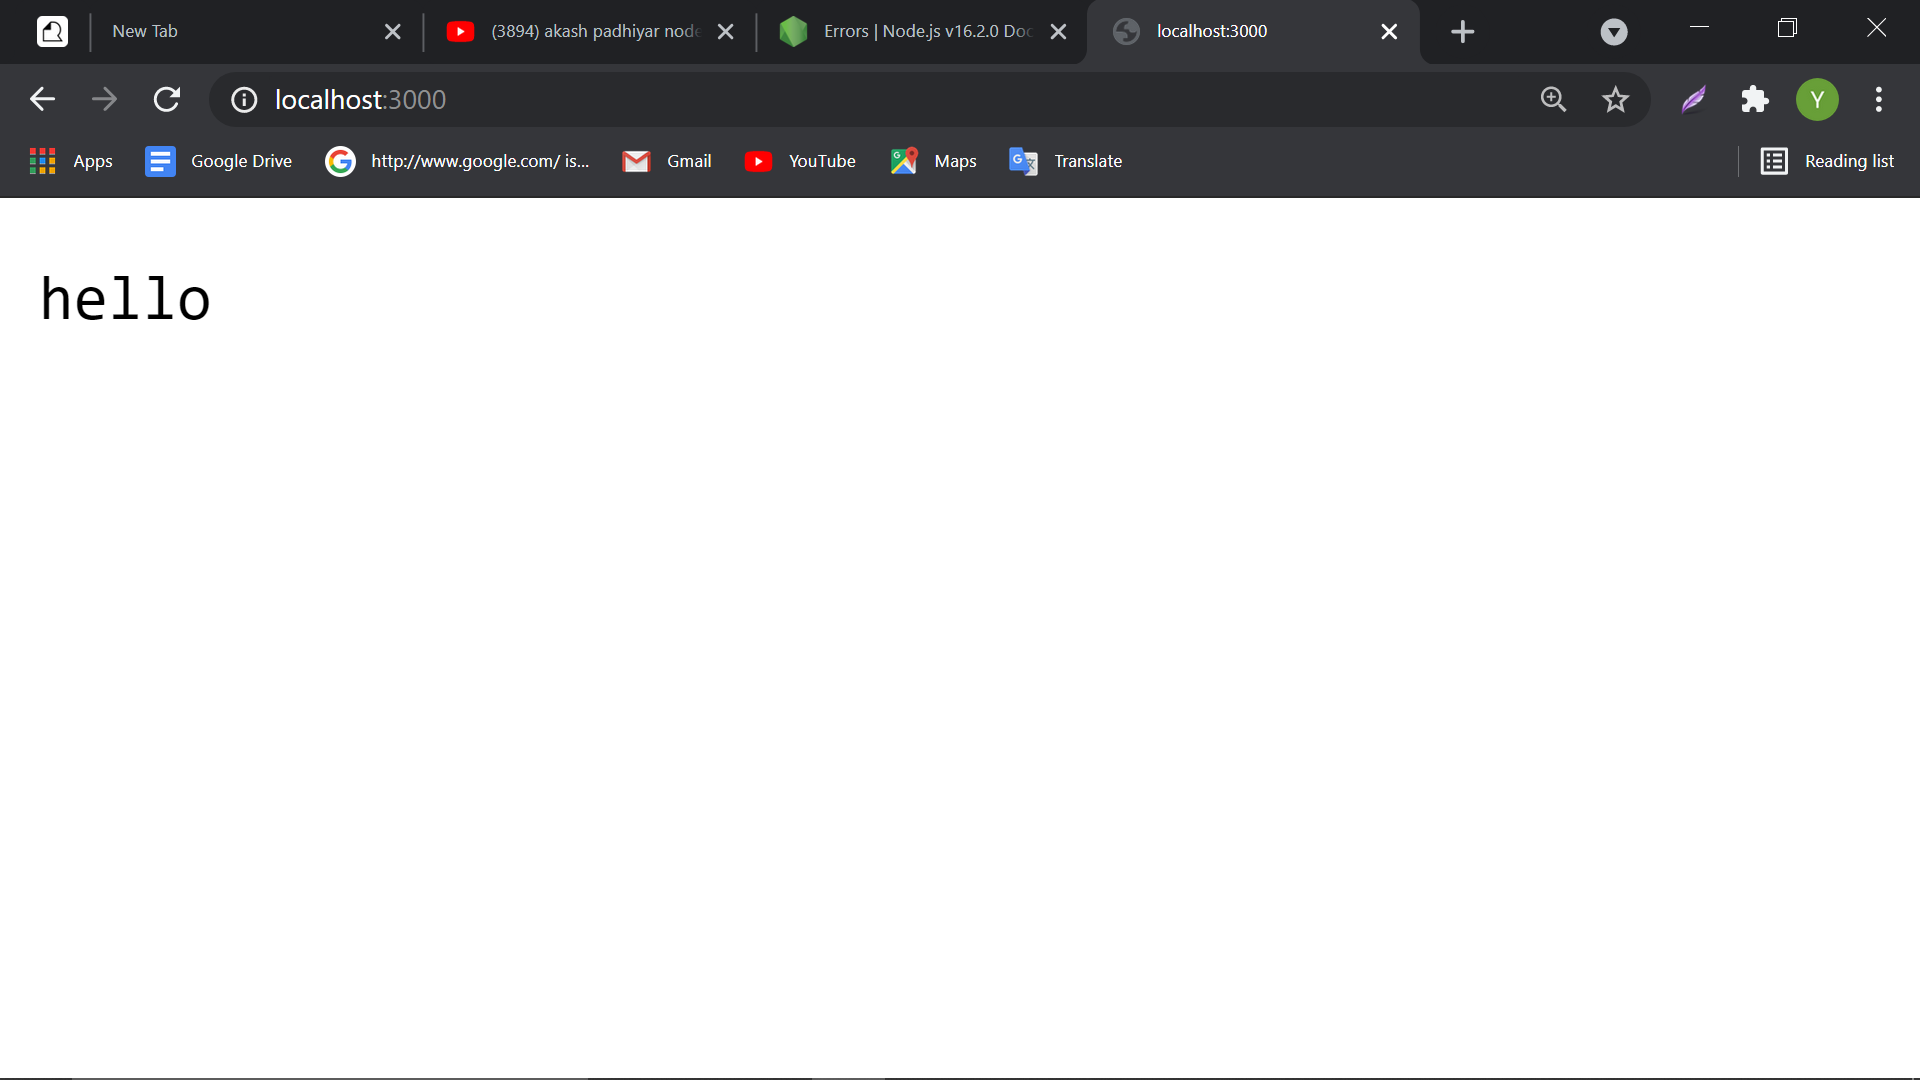 New Tab
(3894) akash padhiyar node
Errors | Node.js v16.2.0 Doc
localhost:3000
localhost:3000
Y
Apps
Google Drive
http://www.google.com/ is...
Gmail
YouTube
Maps
Translate
Reading list
hello